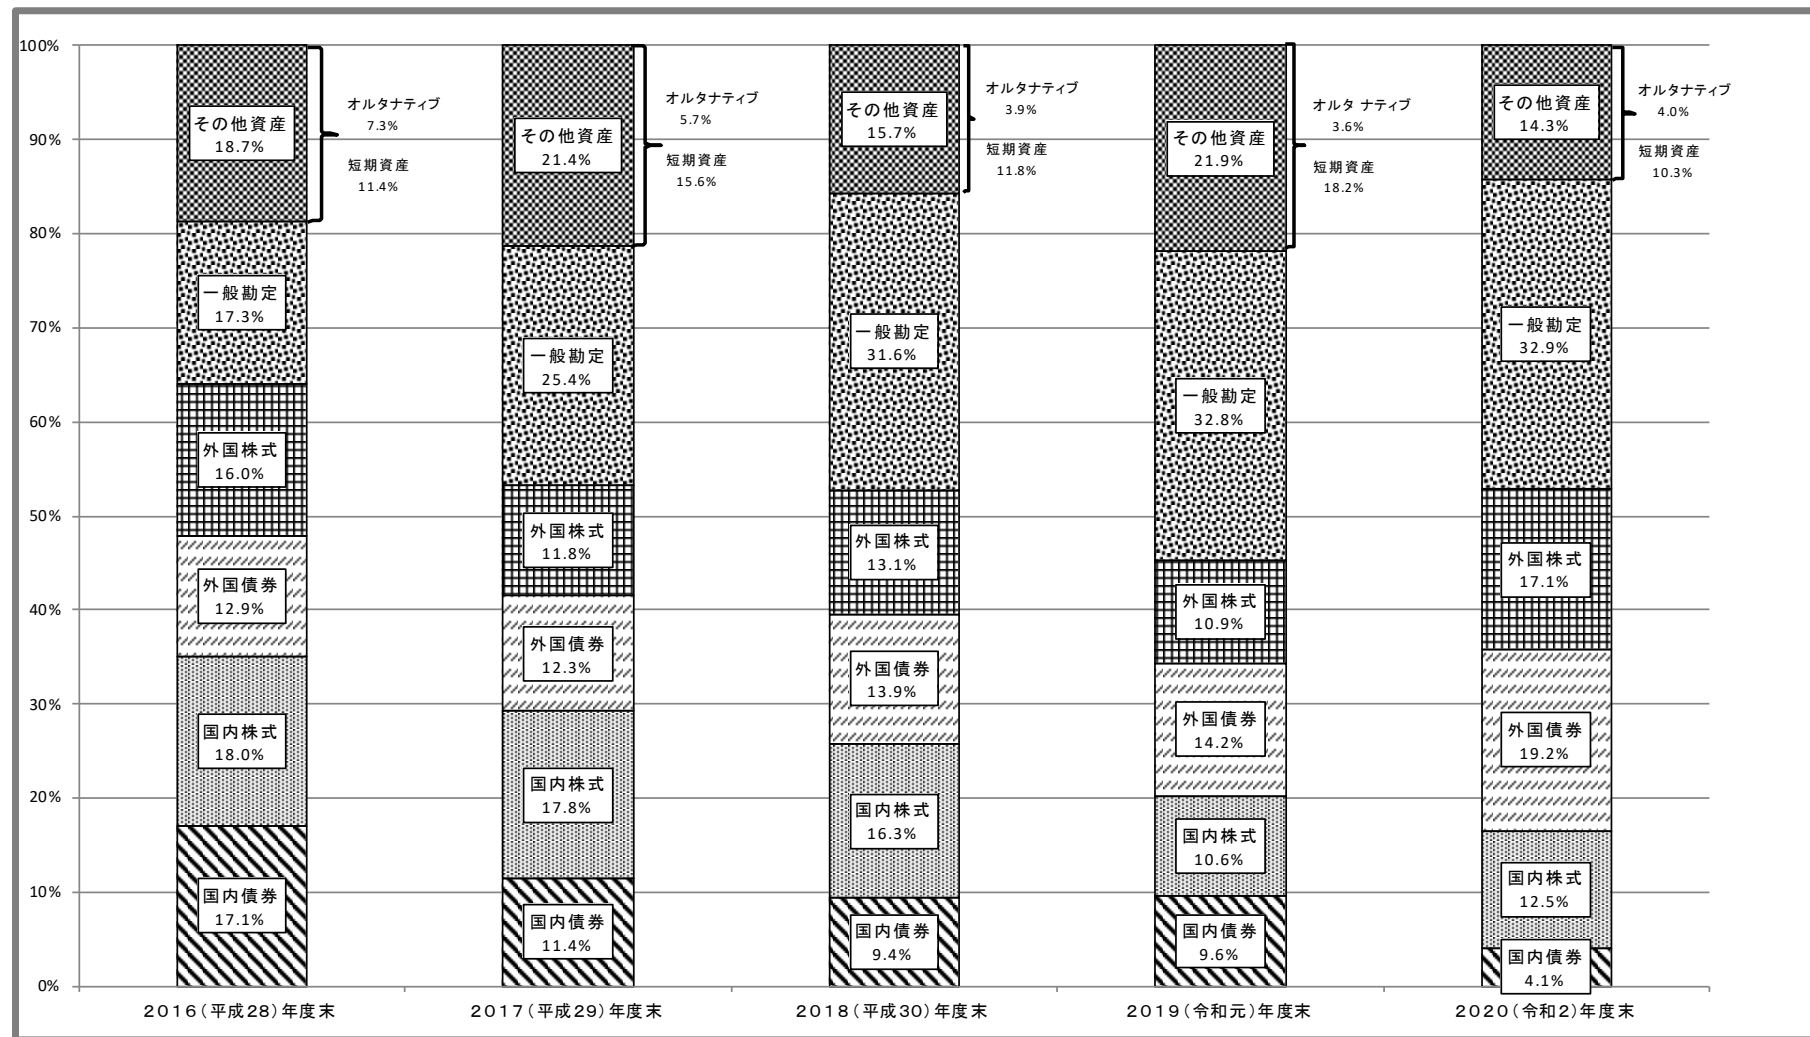 100%
90%
80%
70%
60%
50%
40%
30%
20%
10%
0%
その他資産
18.7%
オルタナティブ
7.3%
短期資産
11.4%
一般勘定
17.3%
外国株式
16.0%
外国債券
12.9%
国内株式
18.0%
国内債券
17.1%
2016(平成28)年度末
その他資産
21.4%
オルタナティブ
5.7%
短期資産
15.6%
一般勘定
25.4%
外国株式
11.8%
外国債券
12.3%
国内株式
17.8%
国内債券
11.4%
2017(平成29)年度末
その他資産
15.7%
オルタナティブ
3.9%
短期資産
11.8%
一般勘定
31.6%
外国株式
13.1%
外国債券
13.9%
国内株式
16.3%
国内債券
9.4%
2018(平成30)年度末
その他資産
21.9%
オルタナティブ
3.6%
短期資産
18.2%
一般勘定
32.8%
外国株式
10.9%
外国債券
14.2%
国内株式
10.6%
国内債券
9.6%
2019(令和元)年度末
その他資産
14.3%
オルタナティブ
4.0%
短期資産
10.3%
一般勘定
32.9%
外国株式
17.1%
外国債券
19.2%
国内株式
12.5%
国内債券
4.1%
2020(令和2)年度末